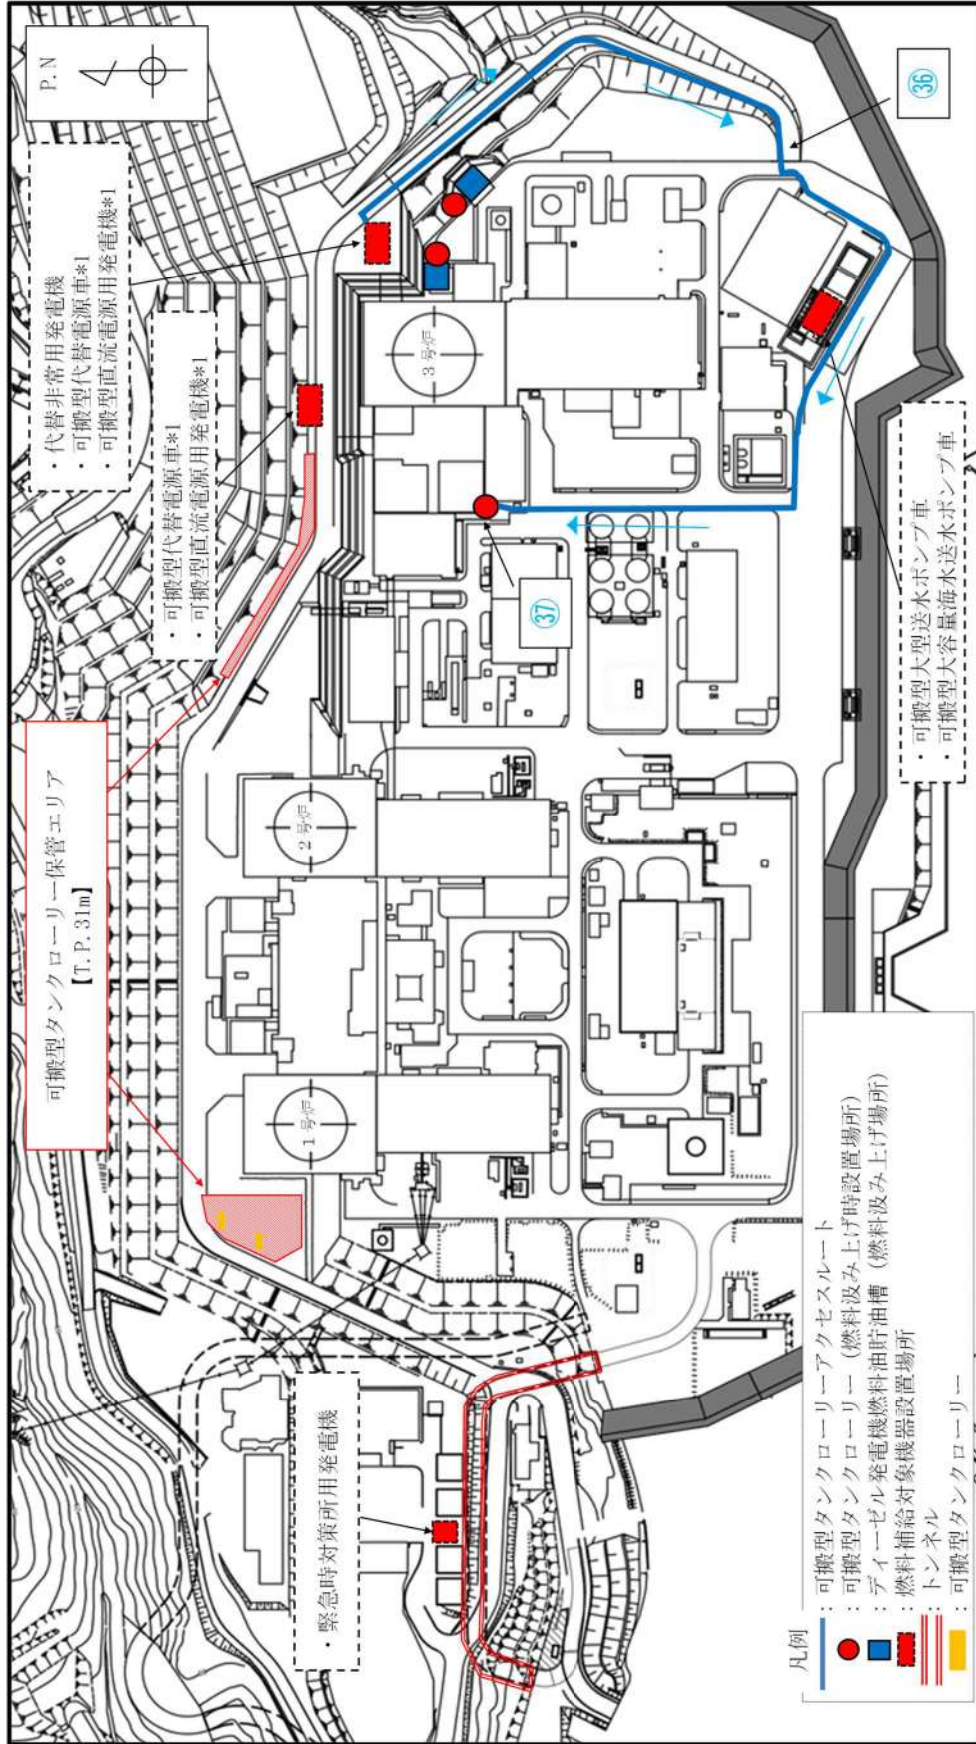 P.N
・代替非常用発電機
・可搬型代替電源車*1
・可搬型直流電源用発電機*1
・可搬型代替電源車*1
・可搬型直流電源用発電機*1
可搬型タンクローリー保管エリア
【T.P.31m】
・緊急時対策所用発電機
1号炉
2号炉
3号炉
㊱
㊲
・可搬型大型送水ポンプ車
・可搬型大容量海水送水ポンプ車
凡例
：可搬型タンクローリーアクセスルート
：可搬型タンクローリー（燃料汲み上げ時設置場所）
：ディーゼル発電機燃料油貯油槽（燃料汲み上げ場所）
：燃料補給対象機器設置場所
：トンネル
：可搬型タンクローリー